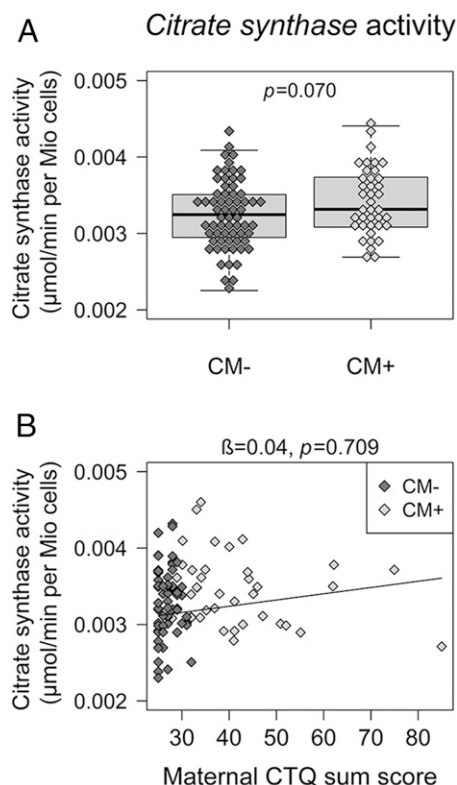 A
Citrate synthase activity
Citrate synthase activity
(µmol/min per Mio cells)
0.005
0.004
0.003
0.002
p=0.070
CM-
CM+
B
ß=0.04, p=0.709
Citrate synthase activity
(µmol/min per Mio cells)
0.005
0.004
0.003
0.002
CM-
CM+
30 40 50 60 70 80
Maternal CTQ sum score